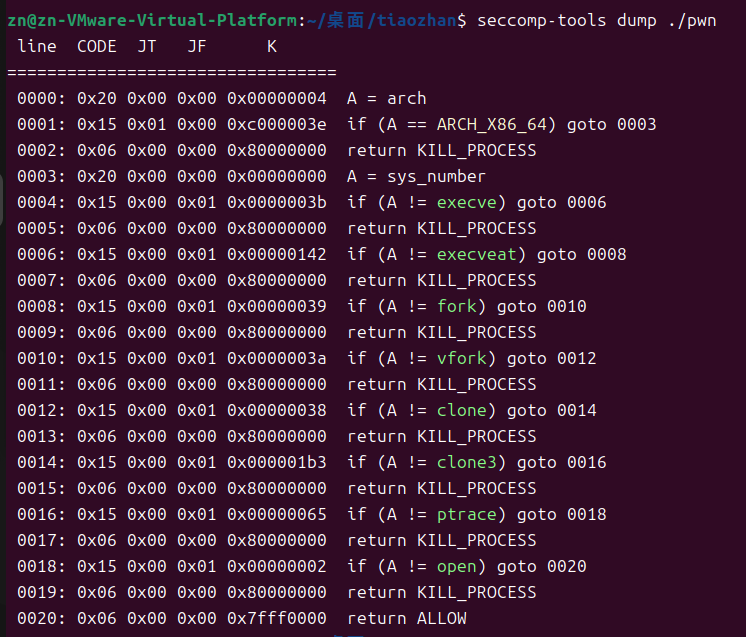 zn@zn-VMware-Virtual-Platform:~/桌面/tiaozhan$ seccomp-tools dump ./pwn
 line  CODE  JT   JF      K
=================================
 0000: 0x20 0x00 0x00 0x00000004  A = arch
 0001: 0x15 0x01 0x00 0xc000003e  if (A == ARCH_X86_64) goto 0003
 0002: 0x06 0x00 0x00 0x80000000  return KILL_PROCESS
 0003: 0x20 0x00 0x00 0x00000000  A = sys_number
 0004: 0x15 0x00 0x01 0x0000003b  if (A != execve) goto 0006
 0005: 0x06 0x00 0x00 0x80000000  return KILL_PROCESS
 0006: 0x15 0x00 0x01 0x00000142  if (A != execveat) goto 0008
 0007: 0x06 0x00 0x00 0x80000000  return KILL_PROCESS
 0008: 0x15 0x00 0x01 0x00000039  if (A != fork) goto 0010
 0009: 0x06 0x00 0x00 0x80000000  return KILL_PROCESS
 0010: 0x15 0x00 0x01 0x0000003a  if (A != vfork) goto 0012
 0011: 0x06 0x00 0x00 0x80000000  return KILL_PROCESS
 0012: 0x15 0x00 0x01 0x00000038  if (A != clone) goto 0014
 0013: 0x06 0x00 0x00 0x80000000  return KILL_PROCESS
 0014: 0x15 0x00 0x01 0x000001b3  if (A != clone3) goto 0016
 0015: 0x06 0x00 0x00 0x80000000  return KILL_PROCESS
 0016: 0x15 0x00 0x01 0x00000065  if (A != ptrace) goto 0018
 0017: 0x06 0x00 0x00 0x80000000  return KILL_PROCESS
 0018: 0x15 0x00 0x01 0x00000002  if (A != open) goto 0020
 0019: 0x06 0x00 0x00 0x80000000  return KILL_PROCESS
 0020: 0x06 0x00 0x00 0x7fff0000  return ALLOW